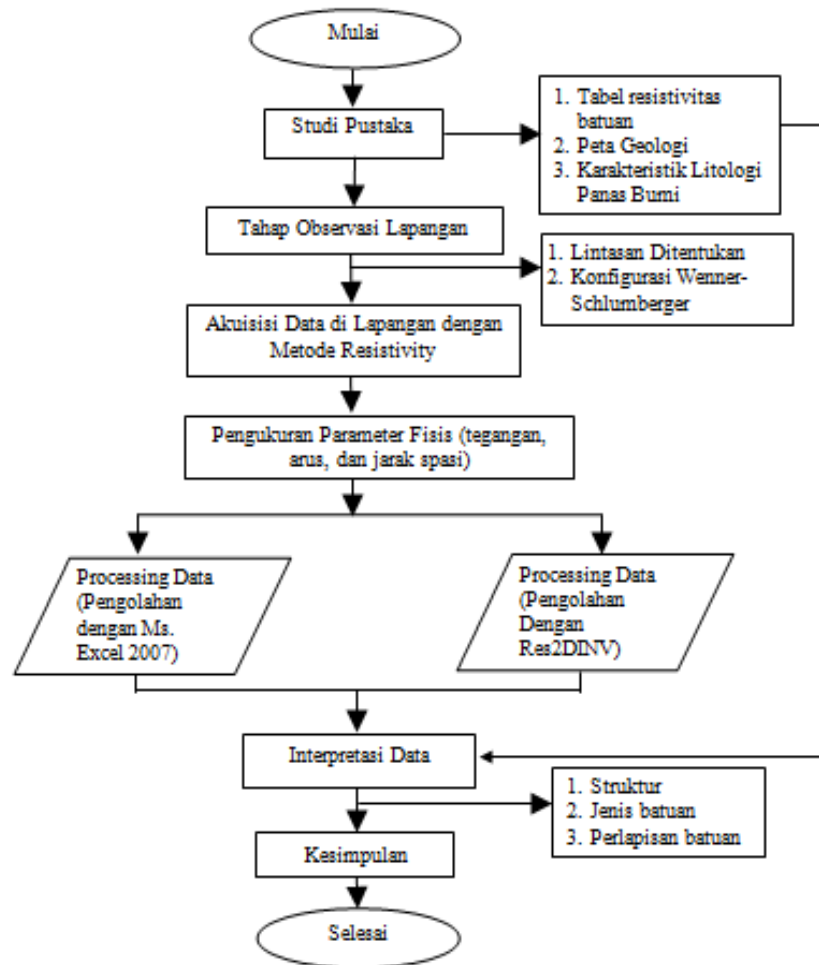 Mulai
Studi Pustaka
1. Tabel resistivitas
batuan
2. Peta Geologi
3. Karakteristik Litologi
Panas Bumi
Tahap Observasi Lapangan
1. Lintasan Ditentukan
2. Konfigurasi Wenner-
Schlumberger
Akuisisi Data di Lapangan dengan
Metode Resistivity
Pengukuran Parameter Fisis (tegangan,
arus, dan jarak spasi)
Processing Data
(Pengolahan
dengan Ms.
Excel 2007)
Processing Data
(Pengolahan
Dengan
Res2DINV)
Interpretasi Data
1. Struktur
2. Jenis batuan
3. Perlapisan batuan
Kesimpulan
Selesai